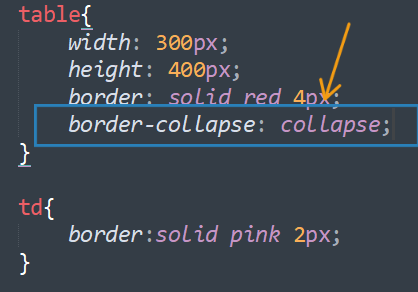 table{
width: 300px;
height: 400px;
border: solid red 4px;
border-collapse: collapse;
}
td{
border:solid pink 2px;
}